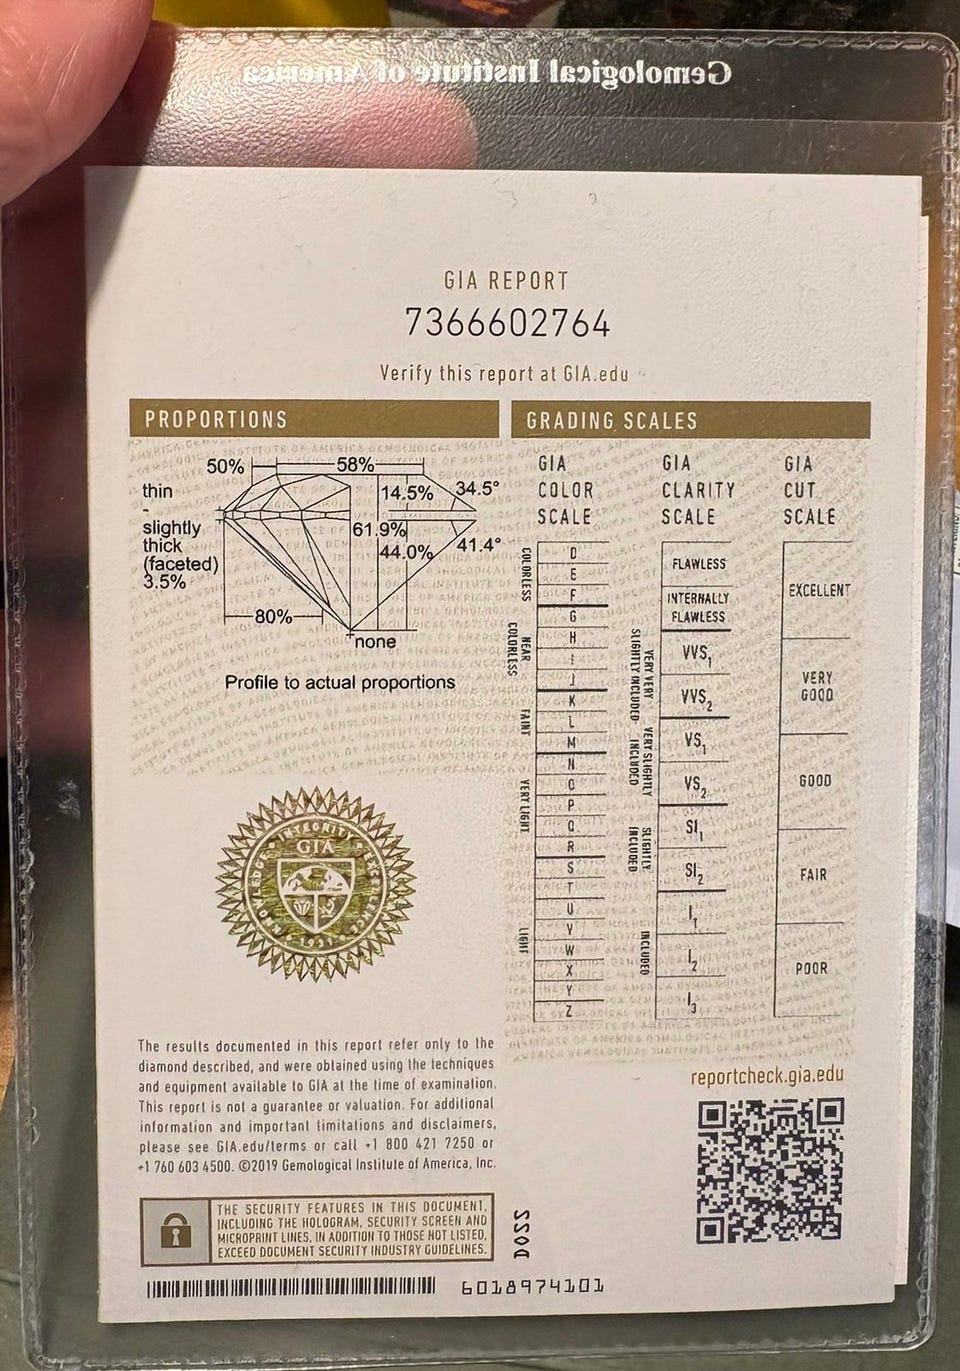 Gemological Institute of America
GIA REPORT
7366602764
Verify this report at GIA.edu
PROPORTIONS
50%
58%
thin
-
slightly
thick
(faceted)
3.5%
14.5%
34.5°
61.9%
44.0%
41.4°
80%
none
Profile to actual proportions
GRADING SCALES
GIA
COLOR
SCALE
COLORLESS
D
E
F
NEAR
COLORLESS
G
H
I
J
FAINT
K
L
M
VERY LIGHT
N
O
P
Q
R
LIGHT
S
T
U
V
W
X
Y
Z
GIA
CLARITY
SCALE
FLAWLESS
INTERNALLY
FLAWLESS
VERY VERY
SLIGHTLY INCLUDED
VVS1
VVS2
VERY SLIGHTLY
INCLUDED
VS1
VS2
SLIGHTLY
INCLUDED
SI1
SI2
INCLUDED
I1
I2
I3
GIA
CUT
SCALE
EXCELLENT
VERY
GOOD
GOOD
FAIR
POOR
GIA
The results documented in this report refer only to the
diamond described, and were obtained using the techniques
and equipment available to GIA at the time of examination.
This report is not a guarantee or valuation. For additional
information and important limitations and disclaimers,
please see GIA.edu/terms or call +1 800 421 7250 or
+1 760 603 4500. ©2019 Gemological Institute of America, Inc.
THE SECURITY FEATURES IN THIS DOCUMENT,
INCLUDING THE HOLOGRAM, SECURITY SCREEN AND
MICROPRINT LINES, IN ADDITION TO THOSE NOT LISTED,
EXCEED DOCUMENT SECURITY INDUSTRY GUIDELINES.
DOSS
6018974101
reportcheck.gia.edu